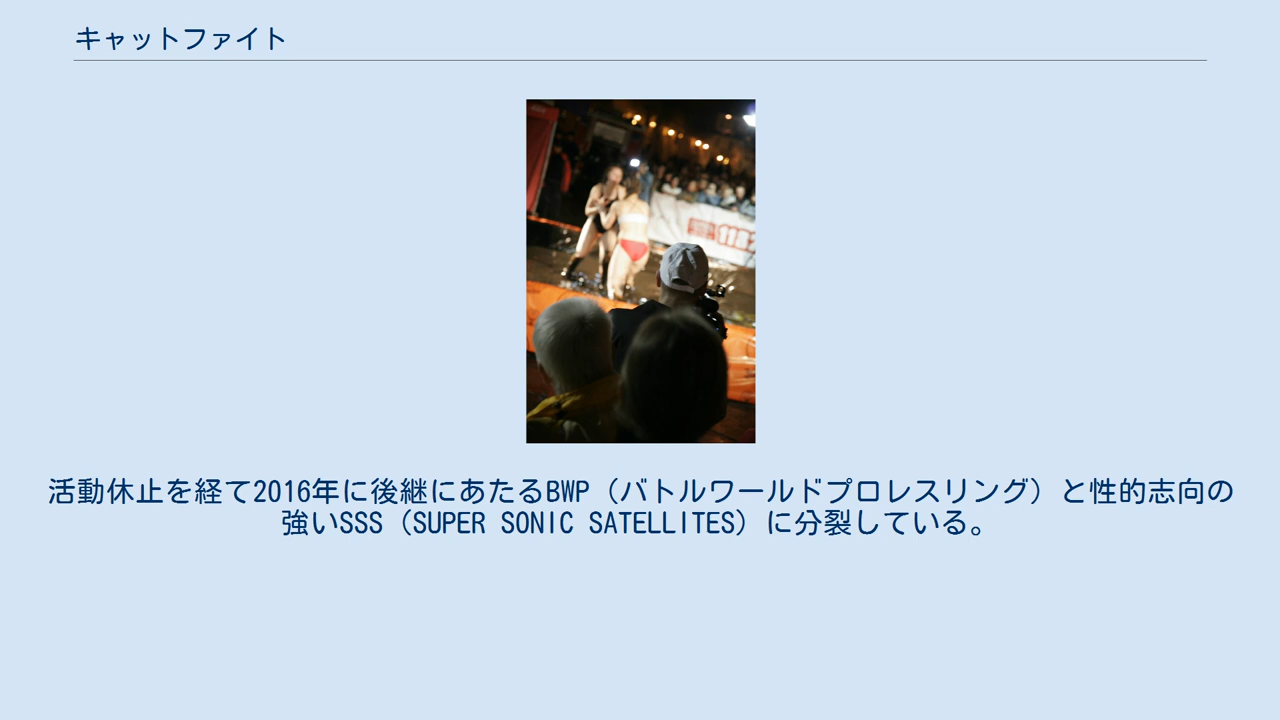 キャットファイト
118
活動休止を経て2016年に後継にあたるBWP（バトルワールドプロレスリング）と性的志向の
強いSSS（SUPER SONIC SATELLITES）に分裂している。